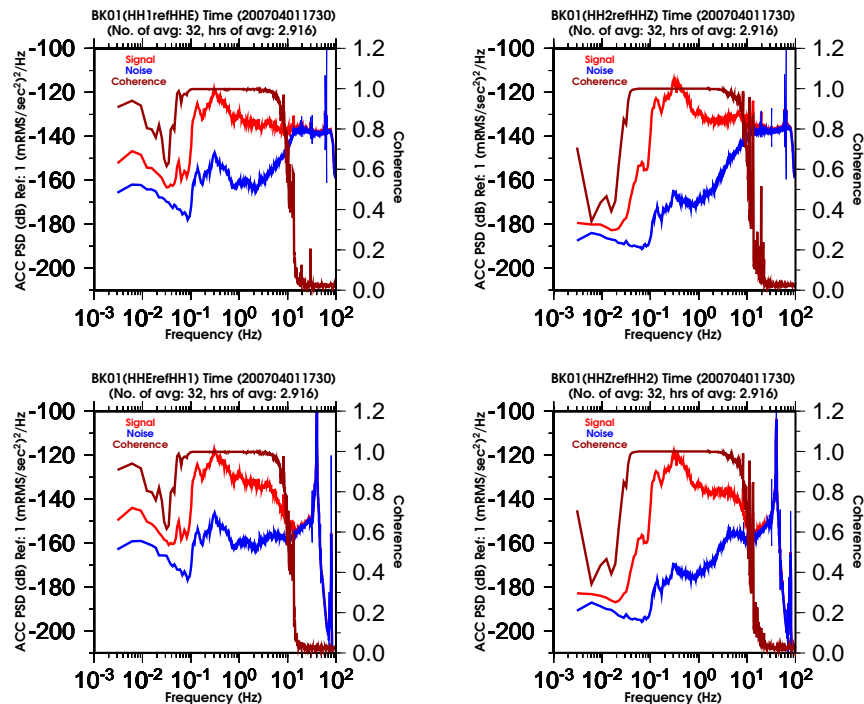 BK01(HH1refHHE) Time (200704011730)
(No. of avg: 32, hrs of avg: 2.916)
ACC PSD (dB) Ref: 1 (mRMS/sec²)²/Hz
-100
-120
-140
-160
-180
-200
Signal
Noise
Coherence
1.2
1.0
0.8
0.6
0.4
0.2
0.0
Coherence
10-3 10-2 10-1 100 101 102
Frequency (Hz)
BK01(HH2refHHZ) Time (200704011730)
(No. of avg: 32, hrs of avg: 2.916)
ACC PSD (dB) Ref: 1 (mRMS/sec²)²/Hz
-100
-120
-140
-160
-180
-200
Signal
Noise
Coherence
1.2
1.0
0.8
0.6
0.4
0.2
0.0
Coherence
10-3 10-2 10-1 100 101 102
Frequency (Hz)
BK01(HHErefHH1) Time (200704011730)
(No. of avg: 32, hrs of avg: 2.916)
ACC PSD (dB) Ref: 1 (mRMS/sec²)²/Hz
-100
-120
-140
-160
-180
-200
Signal
Noise
Coherence
1.2
1.0
0.8
0.6
0.4
0.2
0.0
Coherence
10-3 10-2 10-1 100 101 102
Frequency (Hz)
BK01(HHZrefHH2) Time (200704011730)
(No. of avg: 32, hrs of avg: 2.916)
ACC PSD (dB) Ref: 1 (mRMS/sec²)²/Hz
-100
-120
-140
-160
-180
-200
Signal
Noise
Coherence
1.2
1.0
0.8
0.6
0.4
0.2
0.0
Coherence
10-3 10-2 10-1 100 101 102
Frequency (Hz)